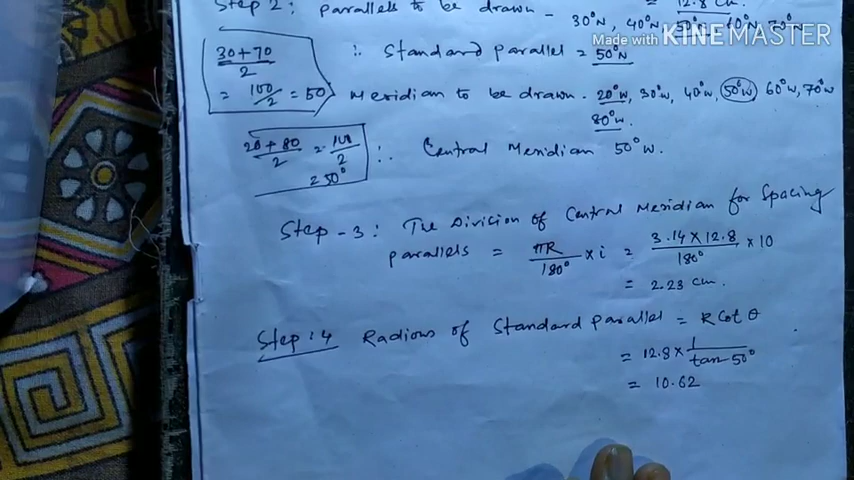 = 12.8 cm.
Step 2: Parallels to be drawn - 30°N, 40°N, 50°N, 60°N, 70°N
Made with KINEMASTER
30+70/2 ∴ Standard parallel = 50°N
= 100/2 = 50 Meridian to be drawn. 20°W, 30°W, 40°W, 50°W 60°W, 70°W
80°W.
20+80/2 = 100/2 ∴ Central Meridian 50°W.
= 50°
Step-3: The Division of Central Meridian for Spacing
parallels = πR/180° × i = 3.14 × 12.8/180° × 10
= 2.23 cm.
Step:4 Radious of Standard parallel = R Cot θ
= 12.8 × 1/tan 50°
= 10.62